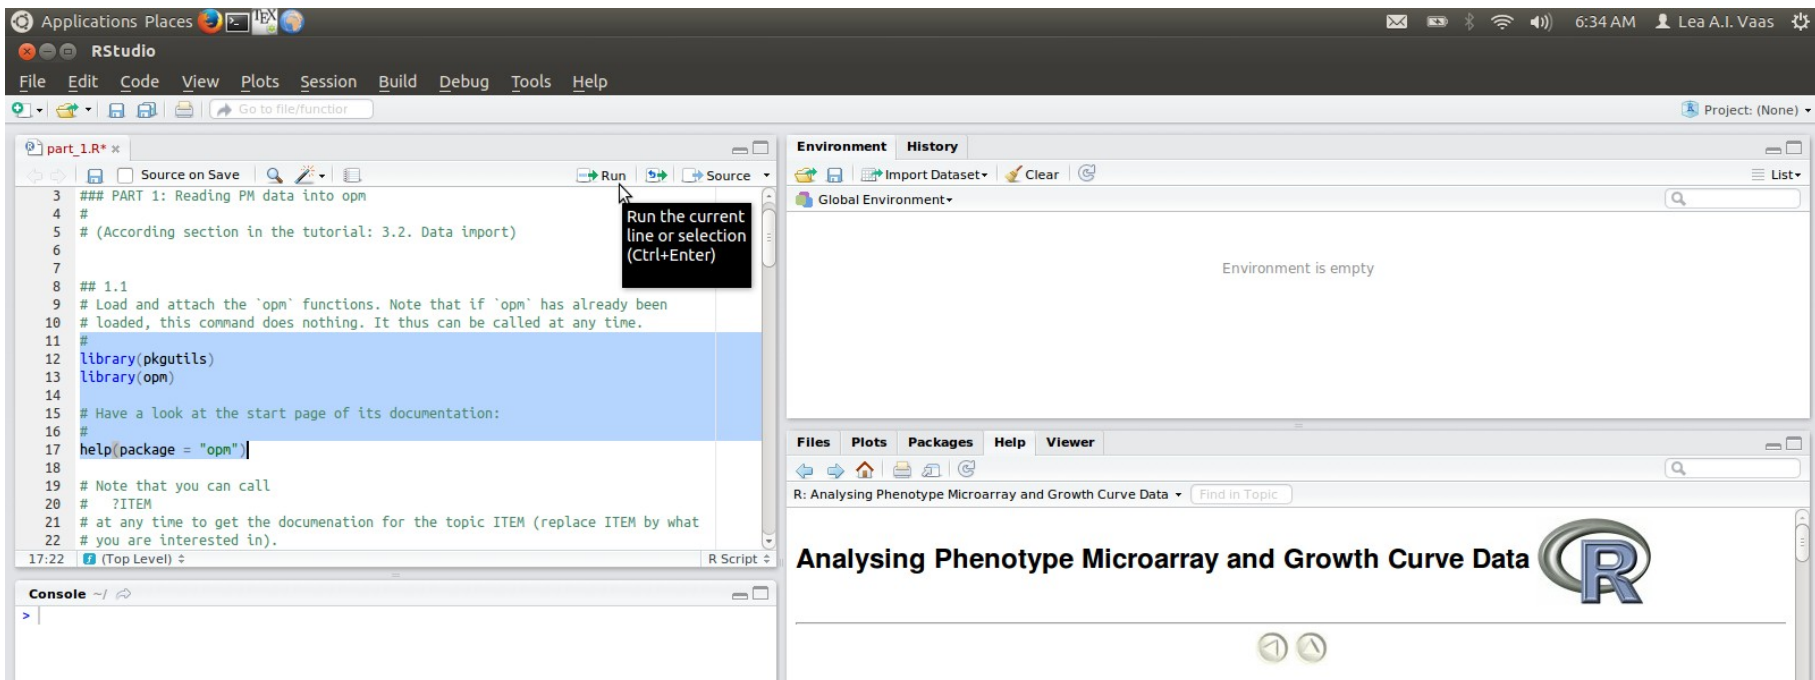 Applications Places TEX 6:34 AM Lea A.I. Vaas
RStudio
File Edit Code View Plots Session Build Debug Tools Help
Go to file/functior Project: (None)
part_1.R*
Source on Save Run Source
3 ### PART 1: Reading PM data into opm
4 #
5 # (According section in the tutorial: 3.2. Data import)
6
7
8 ## 1.1
9 # Load and attach the `opm` functions. Note that if `opm` has already been
10 # loaded, this command does nothing. It thus can be called at any time.
11 #
12 library(pkgutils)
13 library(opm)
14
15 # Have a look at the start page of its documentation:
16 #
17 help(package = "opm")
18
19 # Note that you can call
20 #   ?ITEM
21 # at any time to get the documenation for the topic ITEM (replace ITEM by what
22 # you are interested in).
Run the current
line or selection
(Ctrl+Enter)
17:22 (Top Level) R Script
Console ~/
>
Environment History
Import Dataset Clear List
Global Environment
Environment is empty
Files Plots Packages Help Viewer
R: Analysing Phenotype Microarray and Growth Curve Data Find in Topic
Analysing Phenotype Microarray and Growth Curve Data R